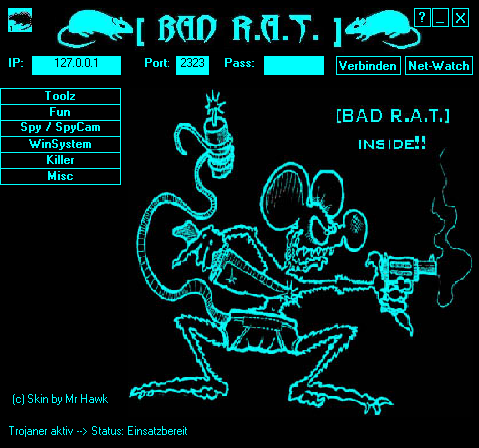 [ BAD R.A.T. ]
? _ X
IP: 127.0.0.1 Port: 2323 Pass: Verbinden Net-Watch
Toolz
Fun
Spy / SpyCam
WinSystem
Killer
Misc
[BAD R.A.T.]
INSIDE!!
(c) Skin by Mr Hawk
Trojaner aktiv --> Status: Einsatzbereit